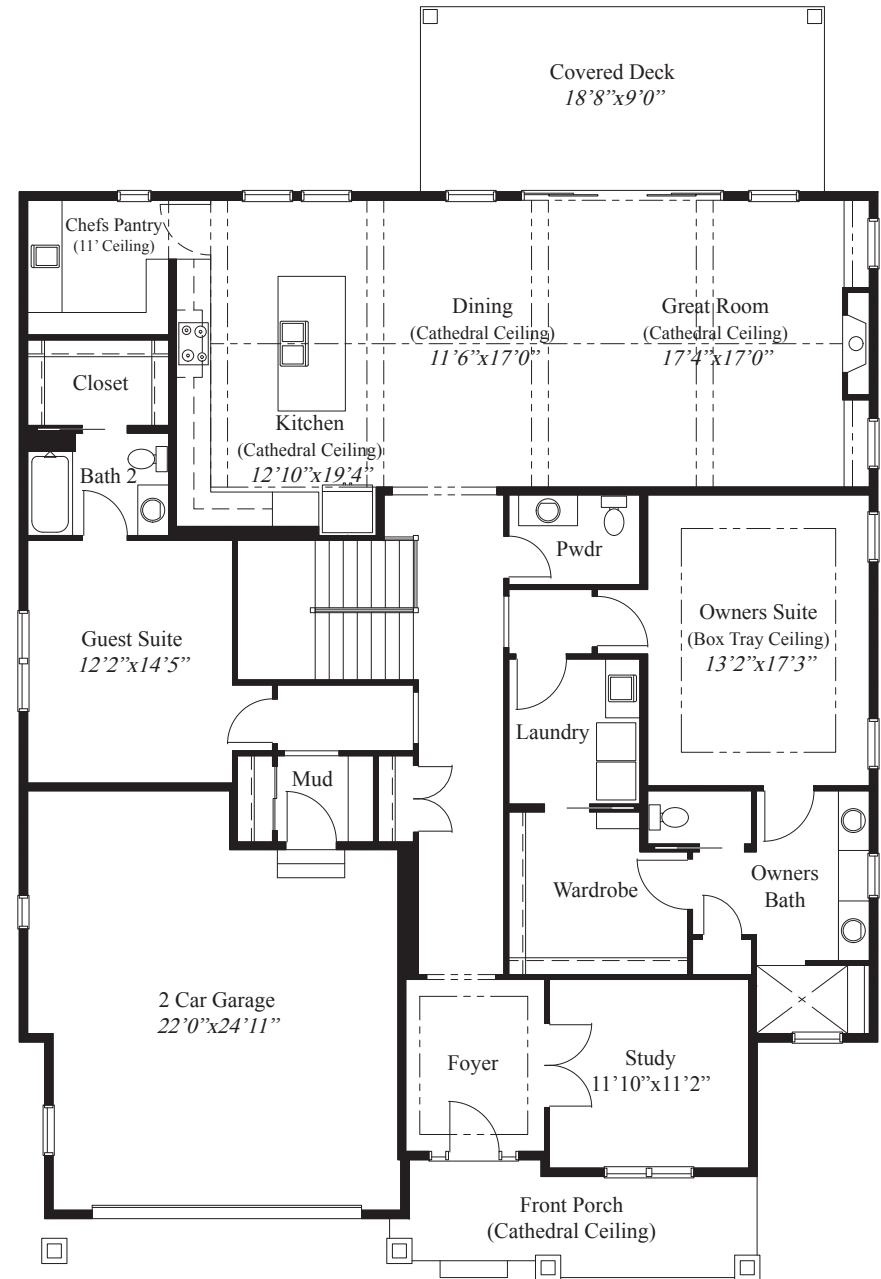 Covered Deck
18’8”x9’0”
Chefs Pantry
(11’ Ceiling)
Dining
(Cathedral Ceiling)
11’6”x17’0”
Great Room
(Cathedral Ceiling)
17’4”x17’0”
Closet
Kitchen
(Cathedral Ceiling)
12’10”x19’4”
Bath 2
Pwdr
Guest Suite
12’2”x14’5”
Owners Suite
(Box Tray Ceiling)
13’2”x17’3”
Laundry
Mud
Wardrobe
Owners
Bath
2 Car Garage
22’0”x24’11”
Foyer
Study
11’10”x11’2”
Front Porch
(Cathedral Ceiling)